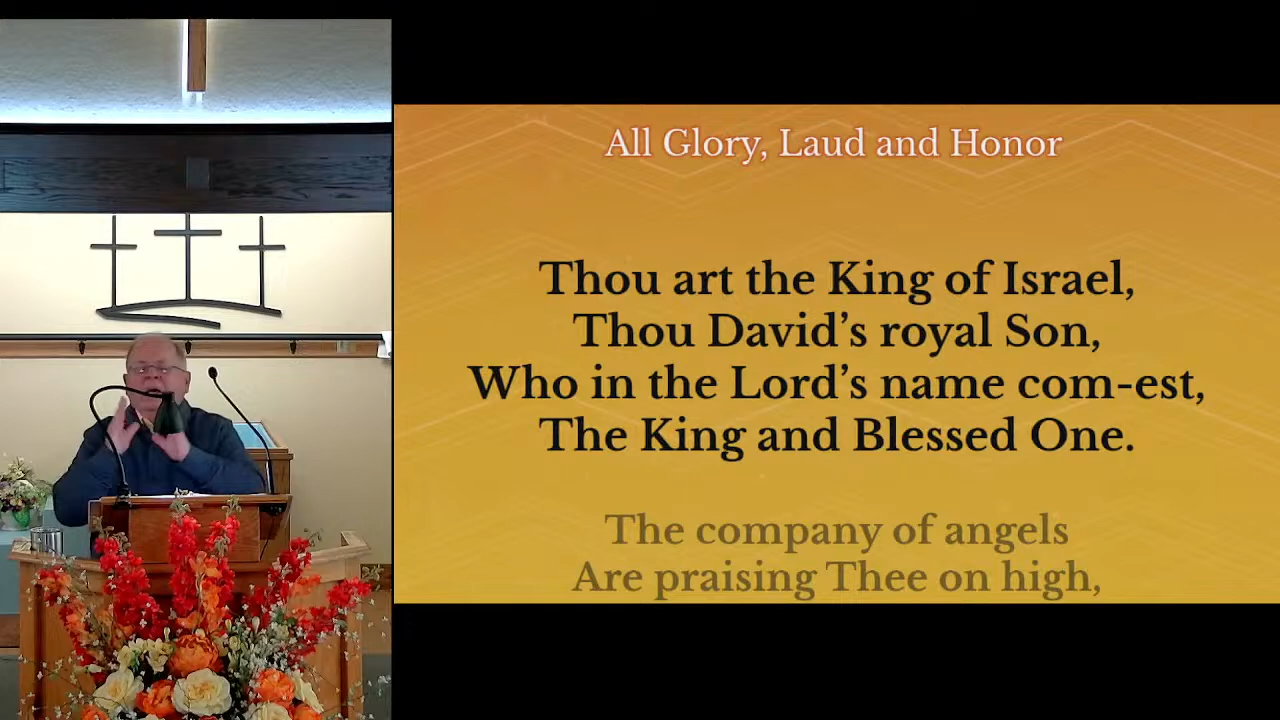 All Glory, Laud and Honor
Thou art the King of Israel,
Thou David's royal Son,
Who in the Lord's name com-est,
The King and Blessed One.
The company of angels
Are praising Thee on high,